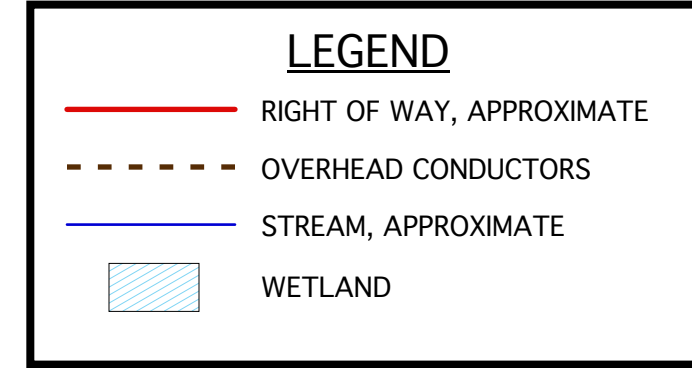 LEGEND
RIGHT OF WAY, APPROXIMATE
OVERHEAD CONDUCTORS
STREAM, APPROXIMATE
WETLAND